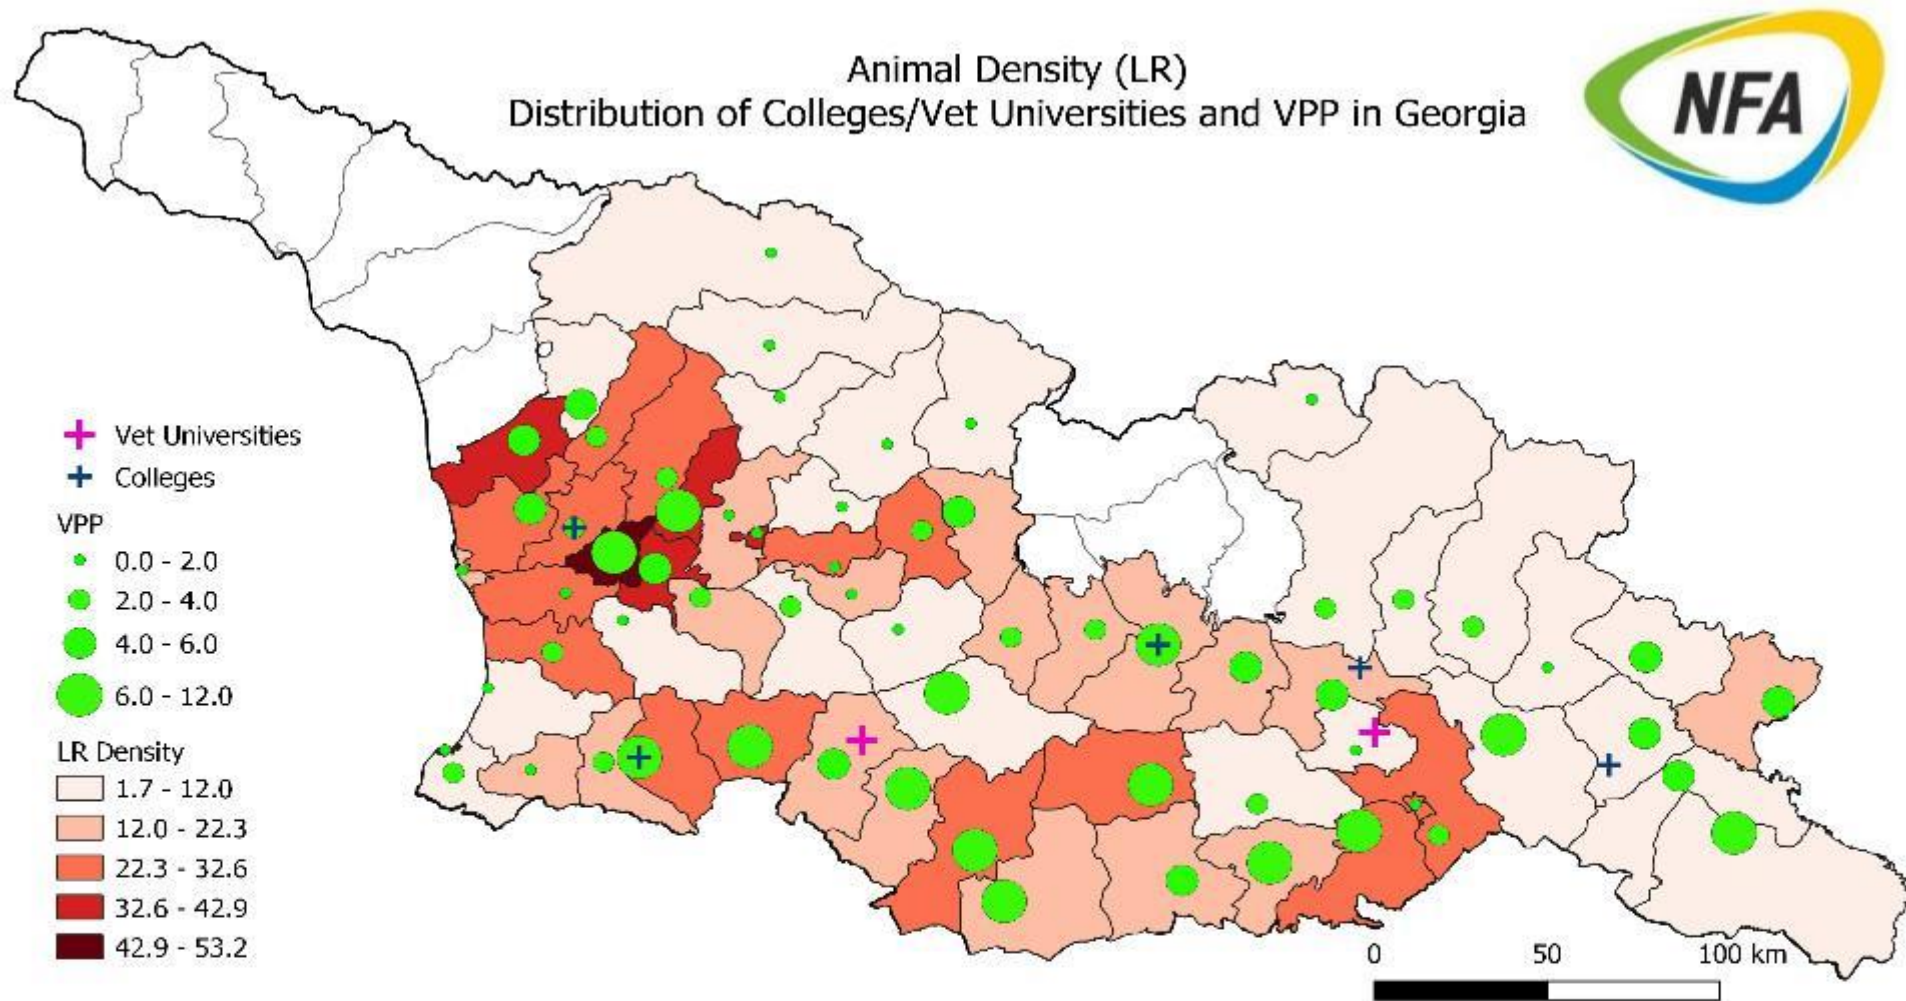 Animal Density (LR)
Distribution of Colleges/Vet Universities and VPP in Georgia
NFA
Vet Universities
Colleges
VPP
0.0 - 2.0
2.0 - 4.0
4.0 - 6.0
6.0 - 12.0
LR Density
1.7 - 12.0
12.0 - 22.3
22.3 - 32.6
32.6 - 42.9
42.9 - 53.2
0 50 100 km